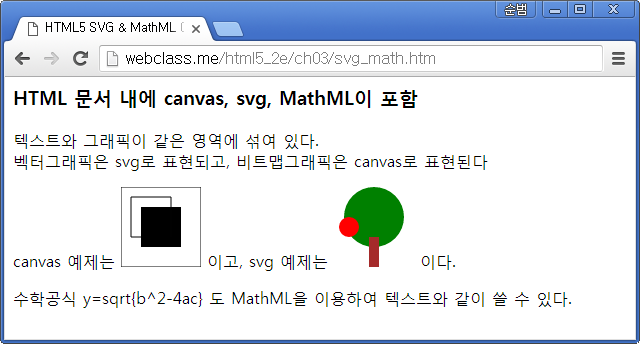 순범
HTML5 SVG & MathML
webclass.me/html5_2e/ch03/svg_math.htm
HTML 문서 내에 canvas, svg, MathML이 포함
텍스트와 그래픽이 같은 영역에 섞여 있다.
벡터그래픽은 svg로 표현되고, 비트맵그래픽은 canvas로 표현된다
canvas 예제는 이고, svg 예제는 이다.
수학공식 y=sqrt{b^2-4ac} 도 MathML을 이용하여 텍스트와 같이 쓸 수 있다.